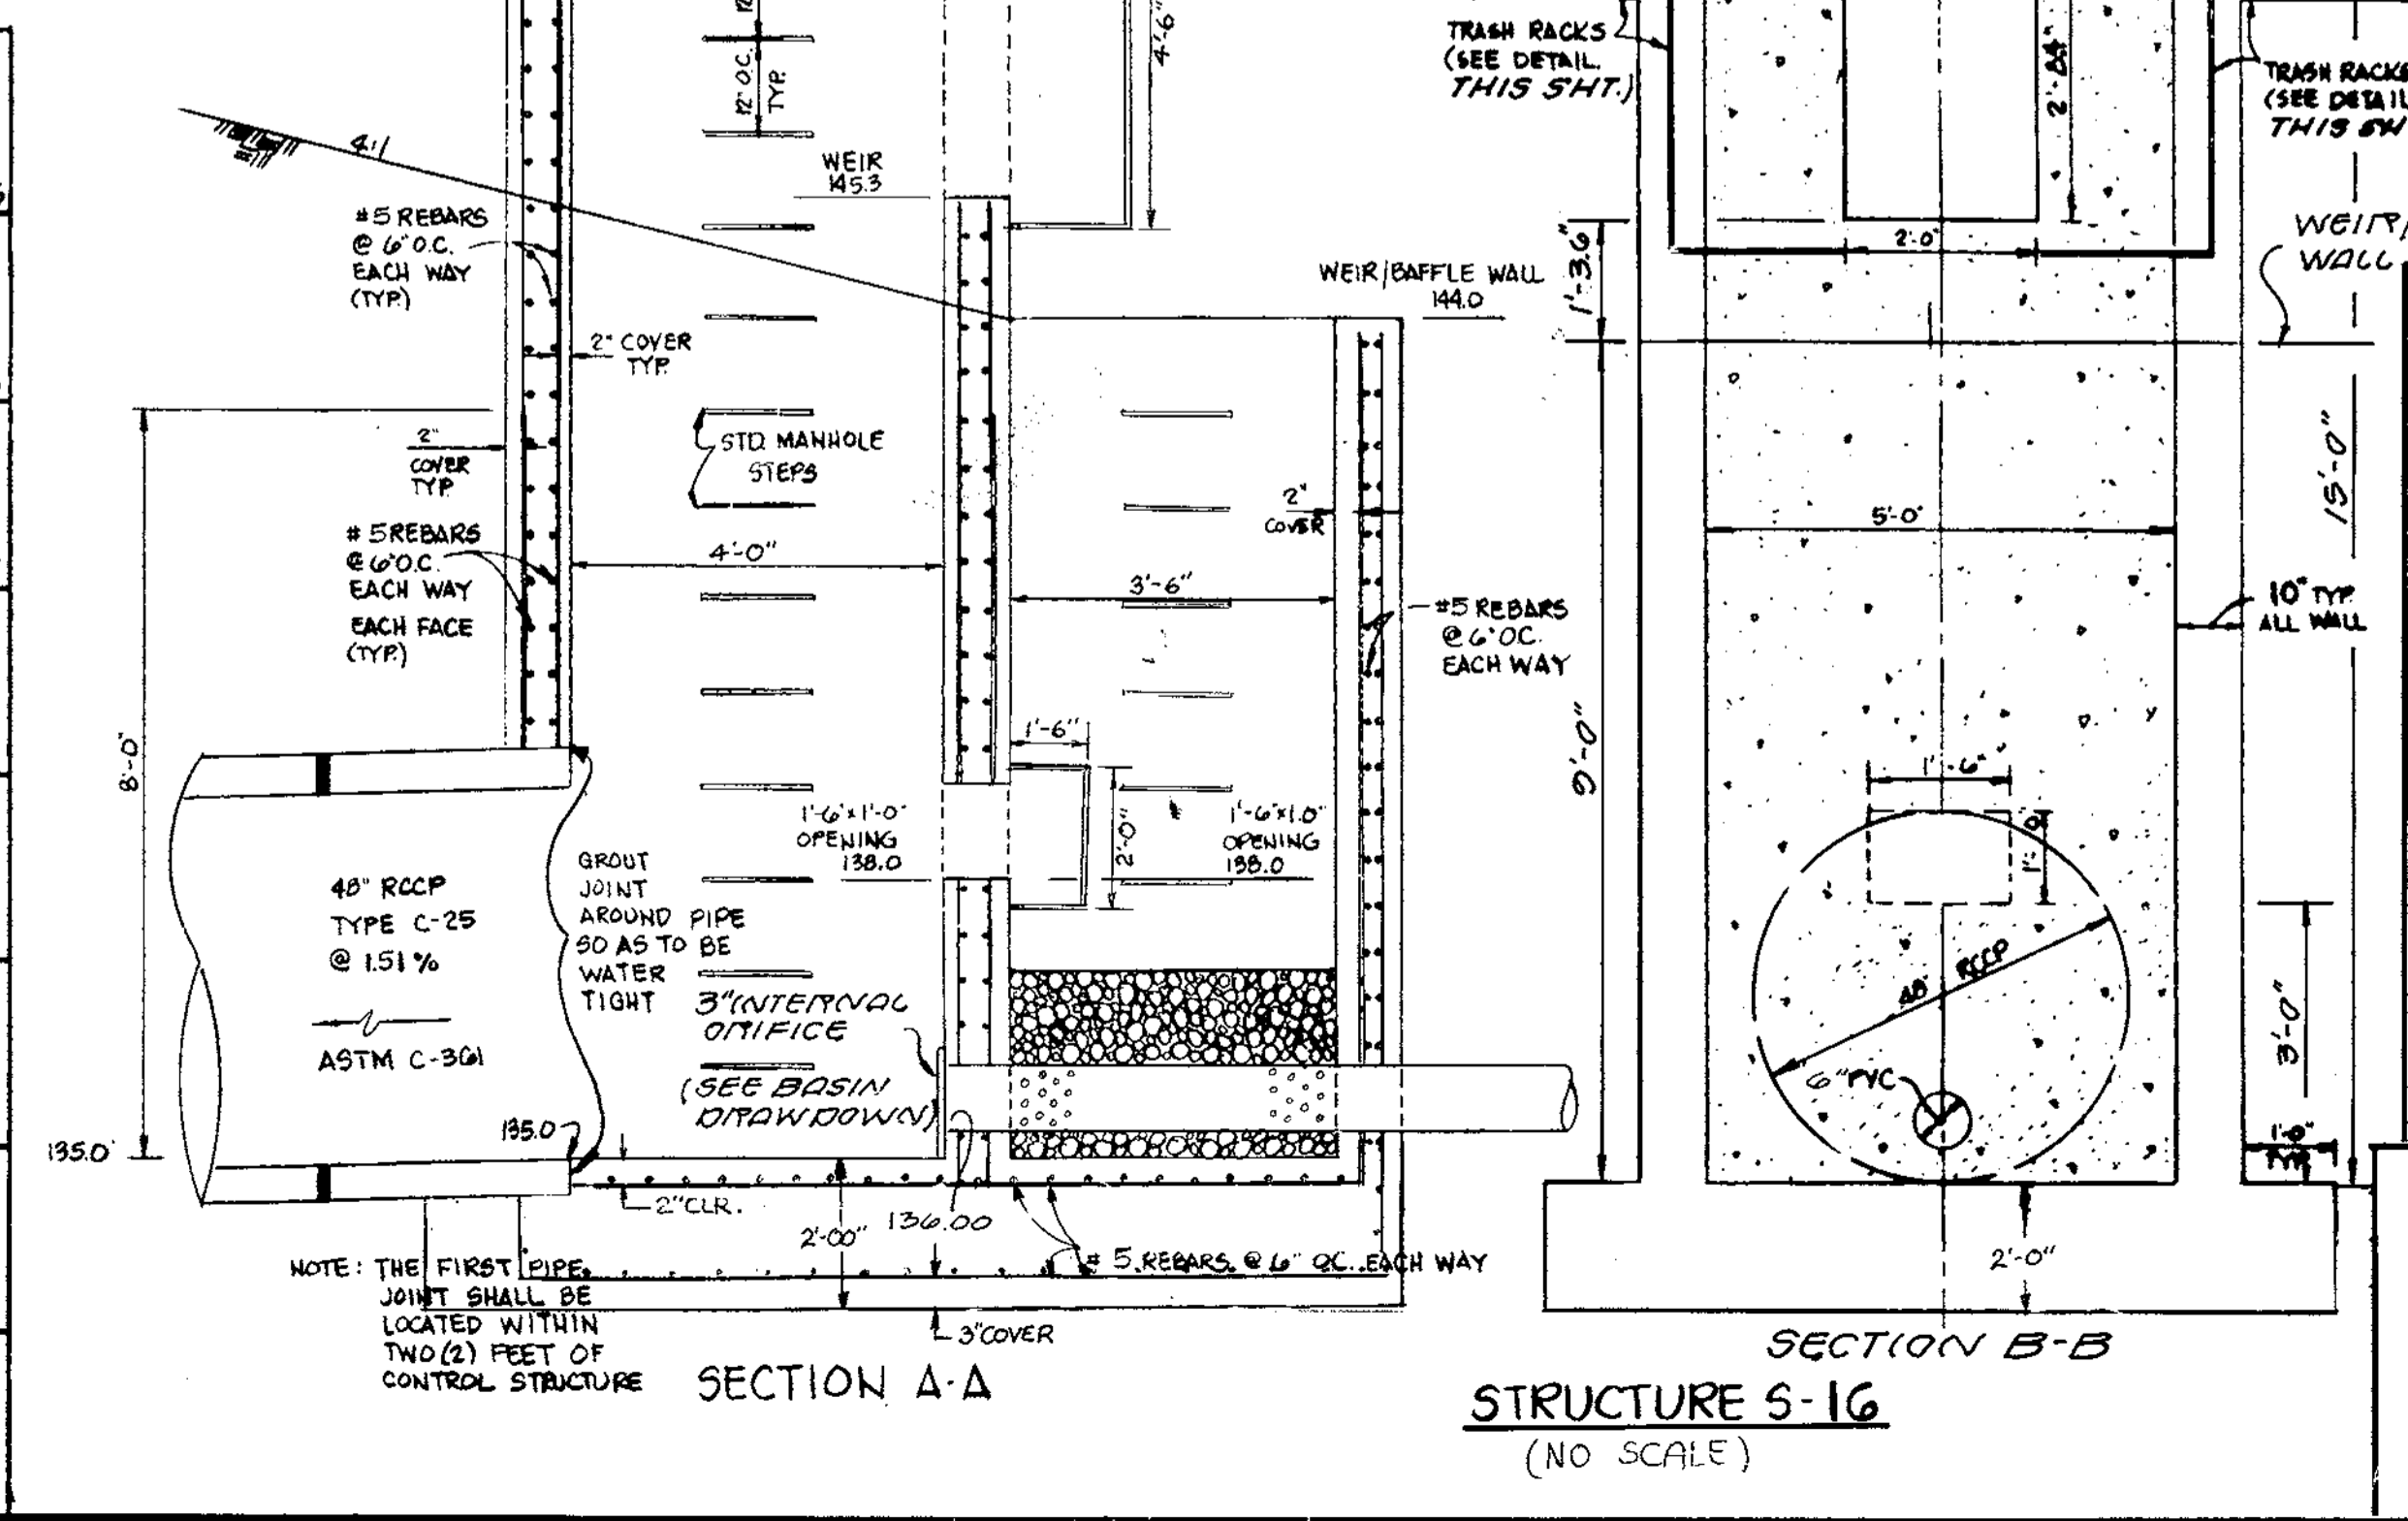 12" O.C.
TYP.
4'-6"
TRASH RACKS
(SEE DETAIL
THIS SHT.)
TRASH RACKS
(SEE DETAIL
THIS
4:1
WEIR
145.3
#5 REBARS
@ 6" O.C.
EACH WAY
(TYP.)
2" COVER
TYP.
WEIR/BAFFLE WALL
144.0
1'-3.6"
2'-0"
WEIR/
WALL
2"
COVER
TYP.
STD. MANHOLE
STEPS
2"
COVER
5'-0"
15'-0"
#5 REBARS
@ 6" O.C.
EACH WAY
EACH FACE
(TYP.)
4'-0"
3'-6"
#5 REBARS
@ 6" O.C.
EACH WAY
10" TYP.
ALL WALL
8'-0"
9'-0"
1'-6"
1'-6"x1'-0"
OPENING
138.0
2'-0"
1'-6"x1.0"
OPENING
138.0
1'-6"
1'-0"
48" RCCP
TYPE C-25
@ 1.51%
ASTM C-361
GROUT
JOINT
AROUND PIPE
SO AS TO BE
WATER
TIGHT
3" INTERNAL
ORIFICE
(SEE BASIN
DRAWDOWN)
48" RCCP
6" PVC
3'-0"
135.0'
135.0
2" CLR.
2'-00"
136.00
#5 REBARS @ 6" O.C. EACH WAY
3" COVER
2'-0"
NOTE: THE FIRST PIPE
JOINT SHALL BE
LOCATED WITHIN
TWO (2) FEET OF
CONTROL STRUCTURE
SECTION A-A
SECTION B-B
STRUCTURE S-16
(NO SCALE)